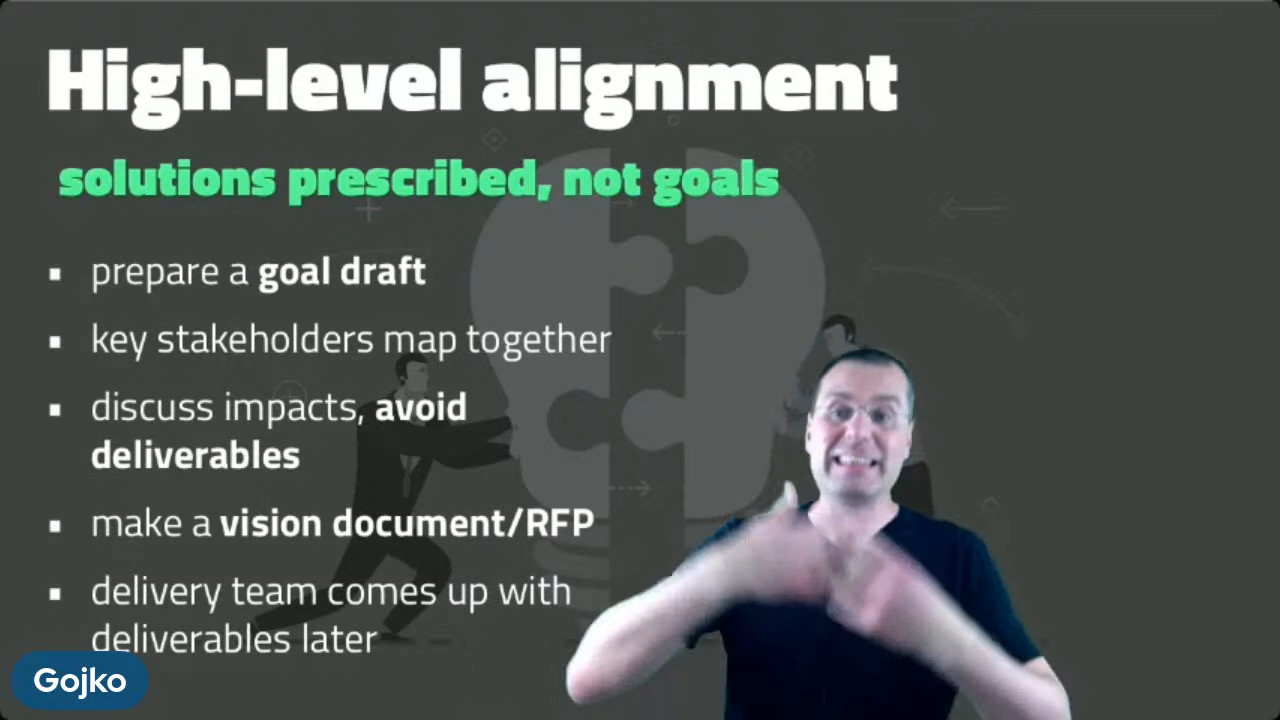 High-level alignment
solutions prescribed, not goals
▪ prepare a goal draft
▪ key stakeholders map together
▪ discuss impacts, avoid
deliverables
▪ make a vision document/RFP
▪ delivery team comes up with
deliverables later
Gojko